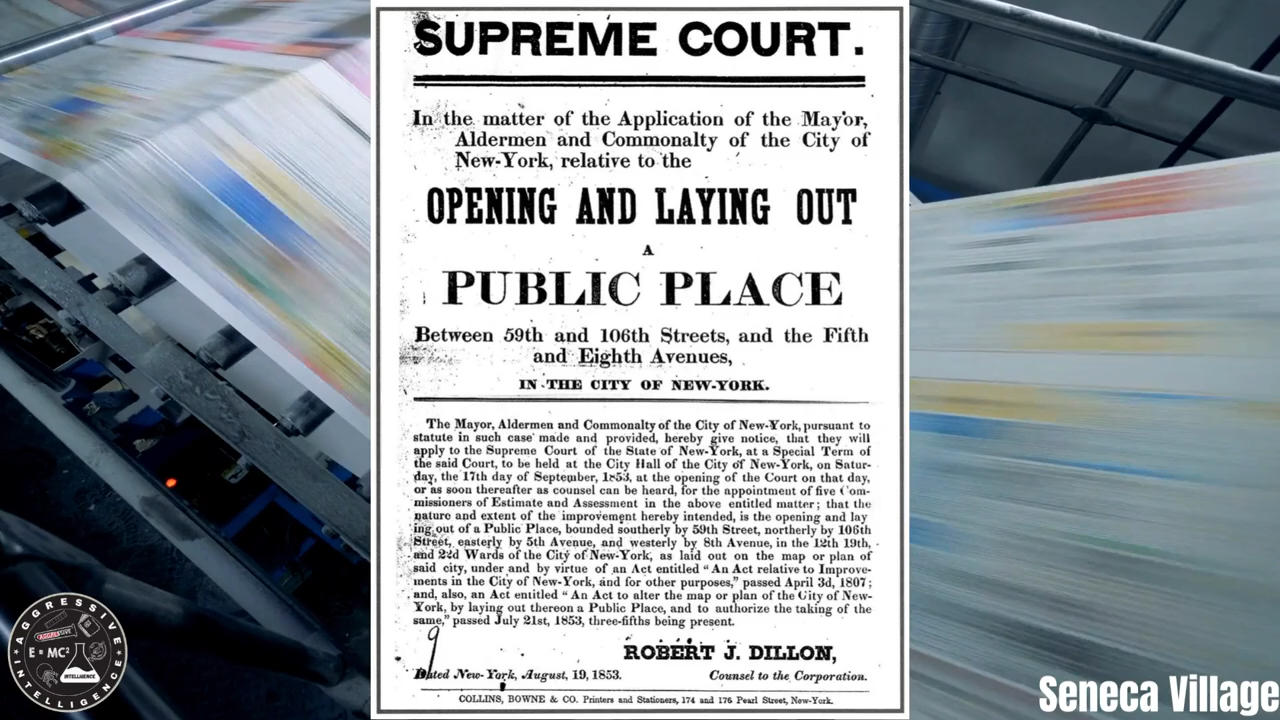 SUPREME COURT.
In the matter of the Application of the Mayor,
Aldermen and Commonalty of the City of
New-York, relative to the
OPENING AND LAYING OUT
A
PUBLIC PLACE
Between 59th and 106th Streets, and the Fifth
and Eighth Avenues,
IN THE CITY OF NEW-YORK.
The Mayor, Aldermen and Commonalty of the City of New-York, pursuant to
statute in such case made and provided, hereby give notice, that they will
apply to the Supreme Court of the State of New-York, at a Special Term of
the said Court, to be held at the City Hall of the City of New-York, on Satur-
day, the 17th day of September, 1853, at the opening of the Court on that day,
or as soon thereafter as counsel can be heard, for the appointment of five Com-
missioners of Estimate and Assessment in the above entitled matter; that the
nature and extent of the improvement hereby intended, is the opening and lay
ing out of a Public Place, bounded southerly by 59th Street, northerly by 106th
Street, easterly by 5th Avenue, and westerly by 8th Avenue, in the 12th 19th,
and 22d Wards of the City of New-York, as laid out on the map or plan of
said city, under and by virtue of an Act entitled “An Act relative to Improve-
ments in the City of New-York, and for other purposes,” passed April 3d, 1807;
and, also, an Act entitled “An Act to alter the map or plan of the City of New-
York, by laying out thereon a Public Place, and to authorize the taking of the
same,” passed July 21st, 1853, three-fifths being present.
9
ROBERT J. DILLON,
Dated New-York, August, 19, 1853. Counsel to the Corporation.
COLLINS, BOWNE & CO. Printers and Stationers, 174 and 176 Pearl Street, New-York.
AGGRESSIVE
AGGRESSIVE
E = MC²
INTELLIGENCE
INTELLIGENCE
Seneca Village